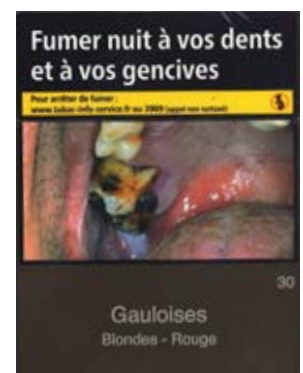 Fumer nuit à vos dents
et à vos gencives
Pour arrêter de fumer :
www.tabac-info-service.fr au 3989 (appel non surtaxé)
30
Gauloises
Blondes - Rouge